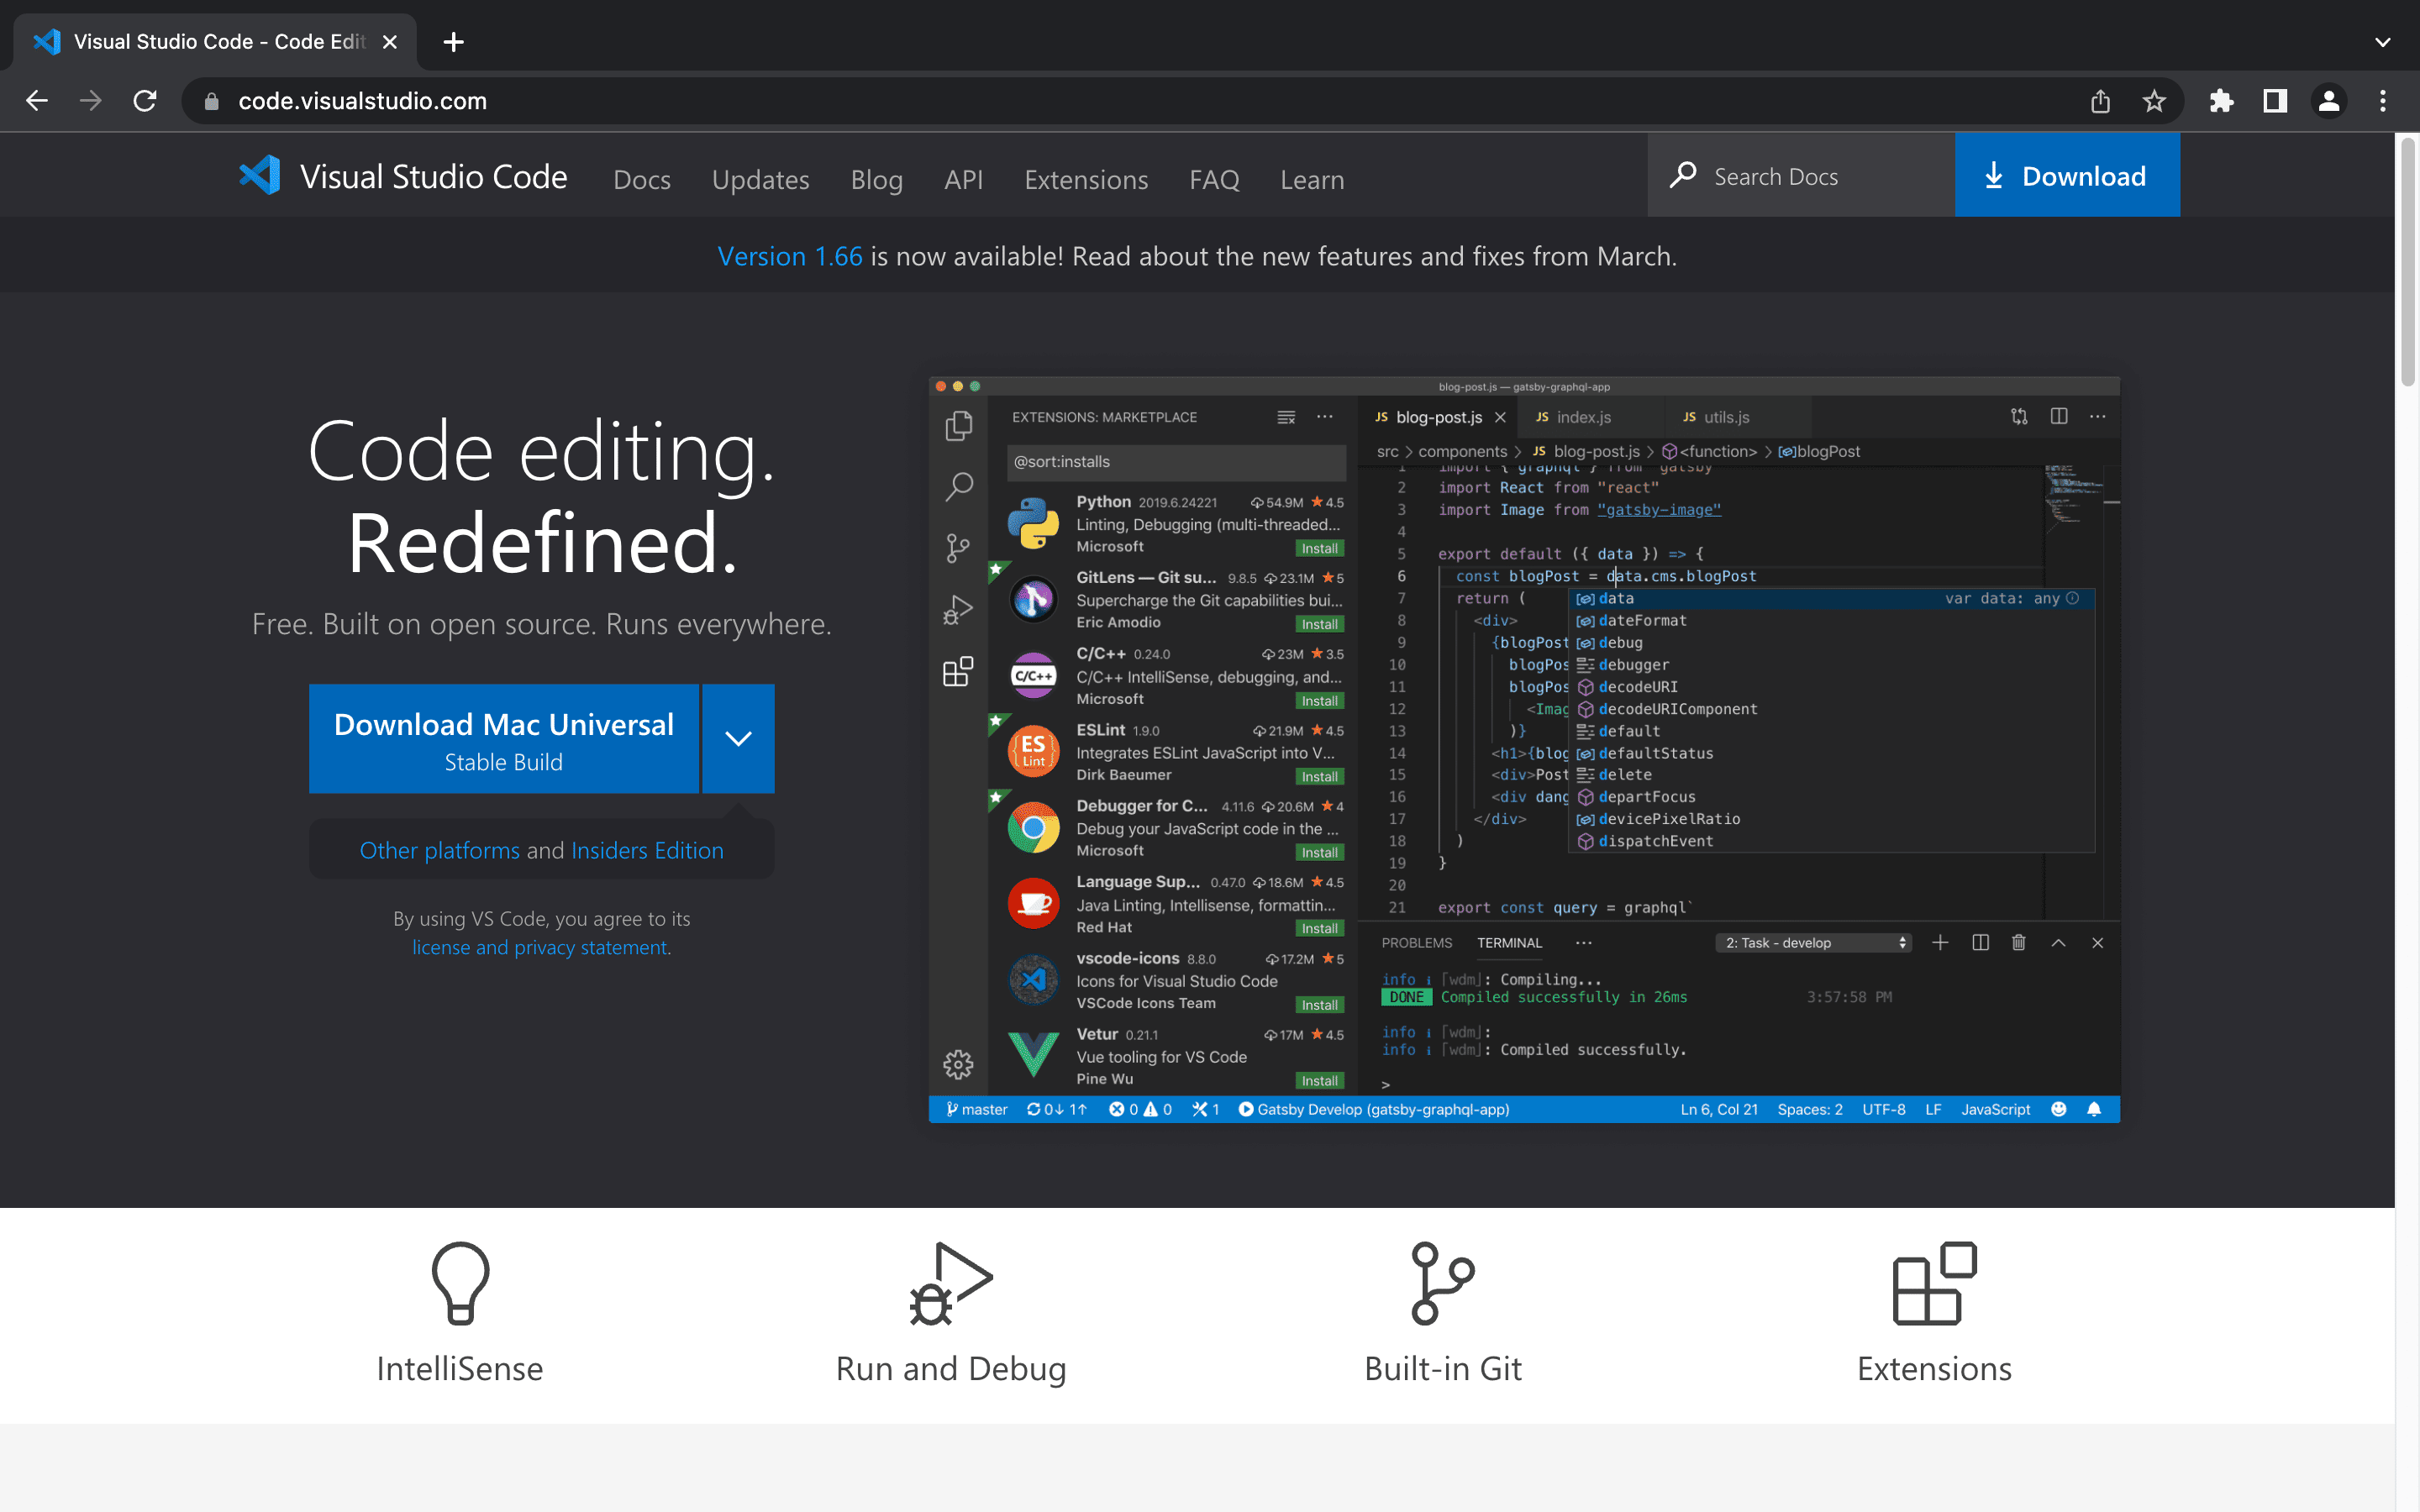 Visual Studio Code - Code Edit
code.visualstudio.com
Visual Studio Code Docs Updates Blog API Extensions FAQ Learn Search Docs Download
Version 1.66 is now available! Read about the new features and fixes from March.
Code editing.
Redefined.
Free. Built on open source. Runs everywhere.
Download Mac Universal
Stable Build
Other platforms and Insiders Edition
By using VS Code, you agree to its
license and privacy statement.
blog-post.js — gatsby-graphql-app
EXTENSIONS: MARKETPLACE
@sort:installs
Python 2019.6.24221 54.9M ★4.5
Linting, Debugging (multi-threaded...
Microsoft Install
GitLens — Git su... 9.8.5 23.1M ★5
Supercharge the Git capabilities bui...
Eric Amodio Install
C/C++
C/C++ 0.24.0 23M ★3.5
C/C++ IntelliSense, debugging, and...
Microsoft Install
ES
Lint
ESLint 1.9.0 21.9M ★4.5
Integrates ESLint JavaScript into V...
Dirk Baeumer Install
Debugger for C... 4.11.6 20.6M ★4
Debug your JavaScript code in the ...
Microsoft Install
Language Sup... 0.47.0 18.6M ★4.5
Java Linting, Intellisense, formattin...
Red Hat Install
vscode-icons 8.8.0 17.2M ★5
Icons for Visual Studio Code
VSCode Icons Team Install
Vetur 0.21.1 17M ★4.5
Vue tooling for VS Code
Pine Wu Install
JS blog-post.js JS index.js JS utils.js
src > components > JS blog-post.js > <function> > blogPost
1 import { graphql } from "gatsby"
2 import React from "react"
3 import Image from "gatsby-image"
4
5 export default ({ data }) => {
6 const blogPost = data.cms.blogPost
7 return (
8 <div>
9 {blogPost
10 blogPos
11 blogPos
12 <Imag
13 )}
14 <h1>{blog
15 <div>Post
16 <div dang
17 </div>
18 )
19 }
20
21 export const query = graphql`
data var data: any
dateFormat
debug
debugger
decodeURI
decodeURIComponent
default
defaultStatus
delete
departFocus
devicePixelRatio
dispatchEvent
PROBLEMS TERMINAL ... 2: Task - develop
info i ｢wdm｣: Compiling...
DONE Compiled successfully in 26ms 3:57:58 PM
info i ｢wdm｣:
info i ｢wdm｣: Compiled successfully.
>
master 0↓ 1↑ 0 0 1 Gatsby Develop (gatsby-graphql-app) Ln 6, Col 21 Spaces: 2 UTF-8 LF JavaScript
IntelliSense
Run and Debug
Built-in Git
Extensions